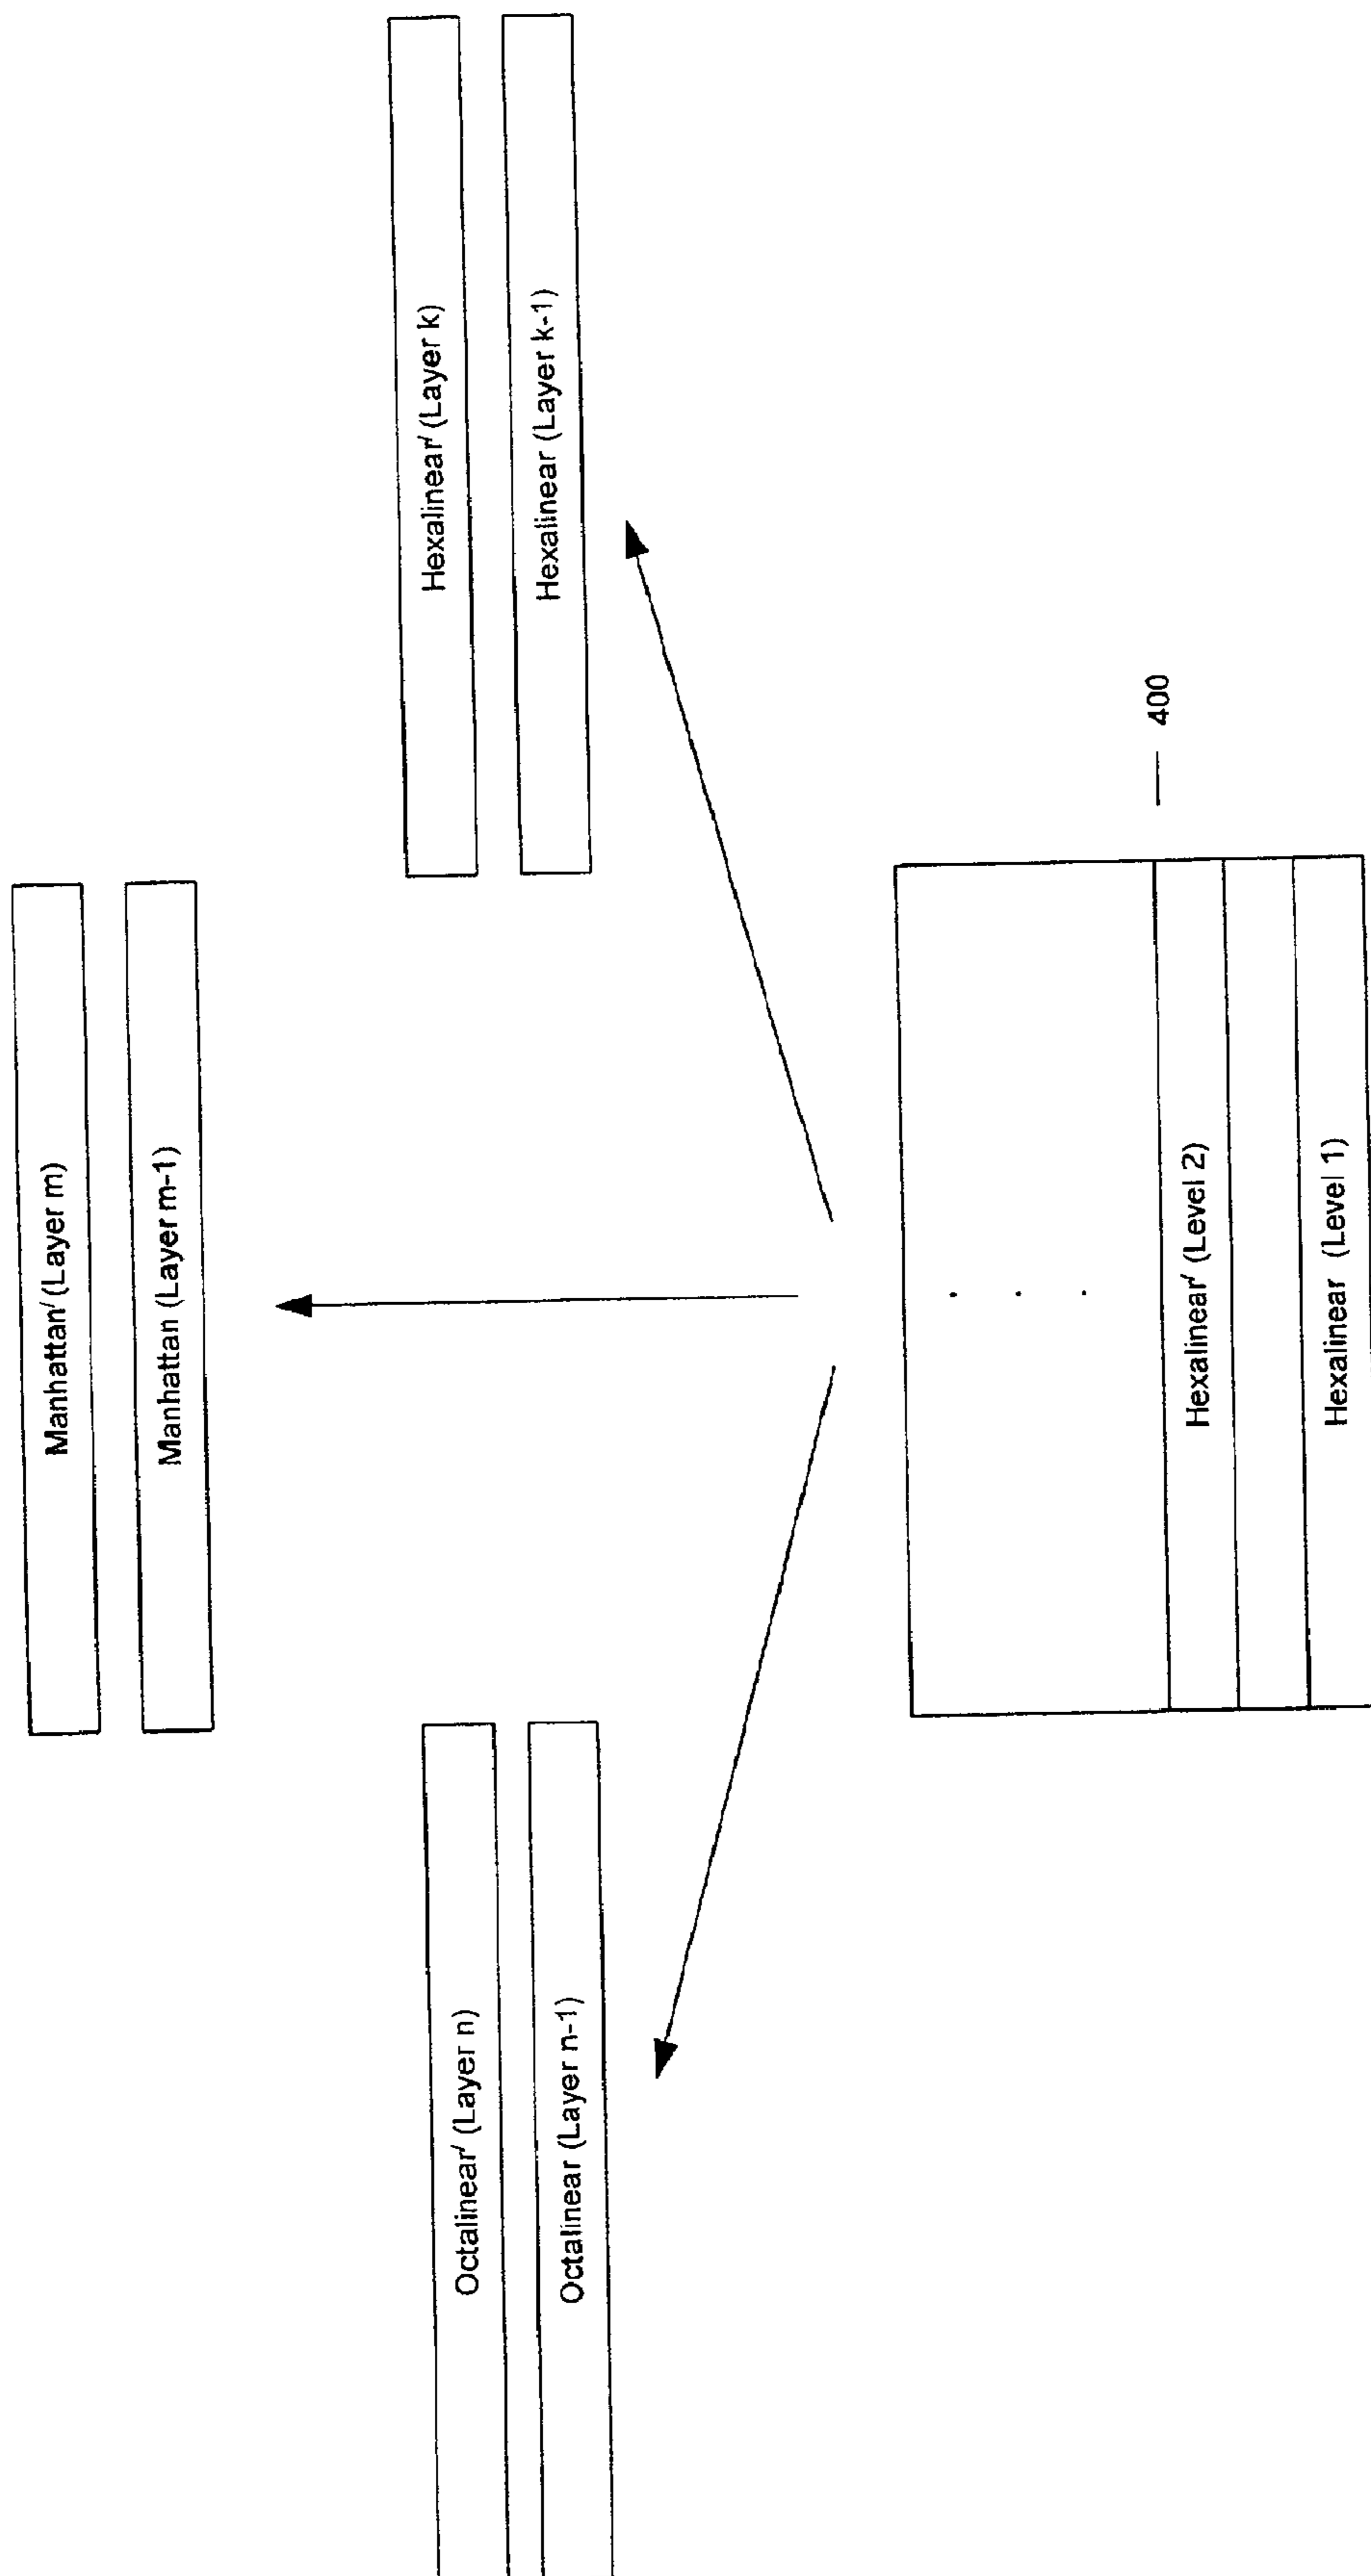 Manhattan' (Layer m)
Manhattan (Layer m-1)
Octalinear' (Layer n)
Octalinear (Layer n-1)
Hexalinear' (Layer k)
Hexalinear (Layer k-1)
400
Hexalinear' (Level 2)
Hexalinear (Level 1)